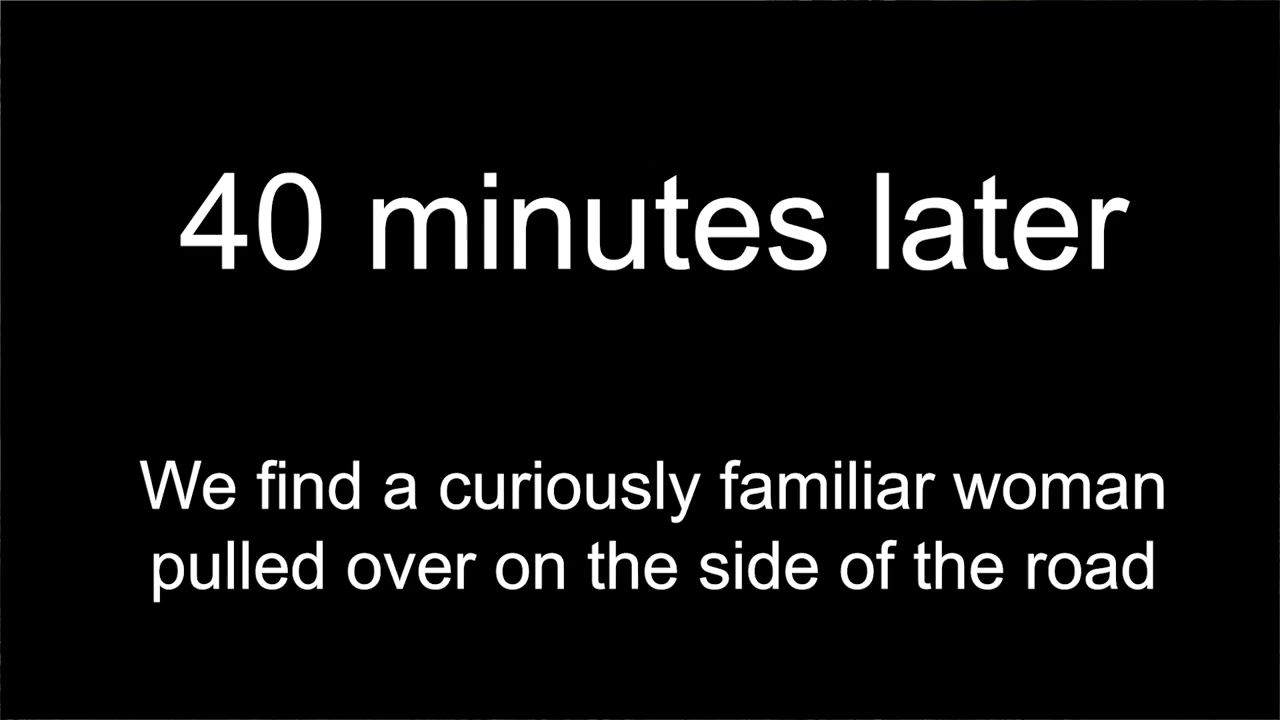 40 minutes later
We find a curiously familiar woman
pulled over on the side of the road